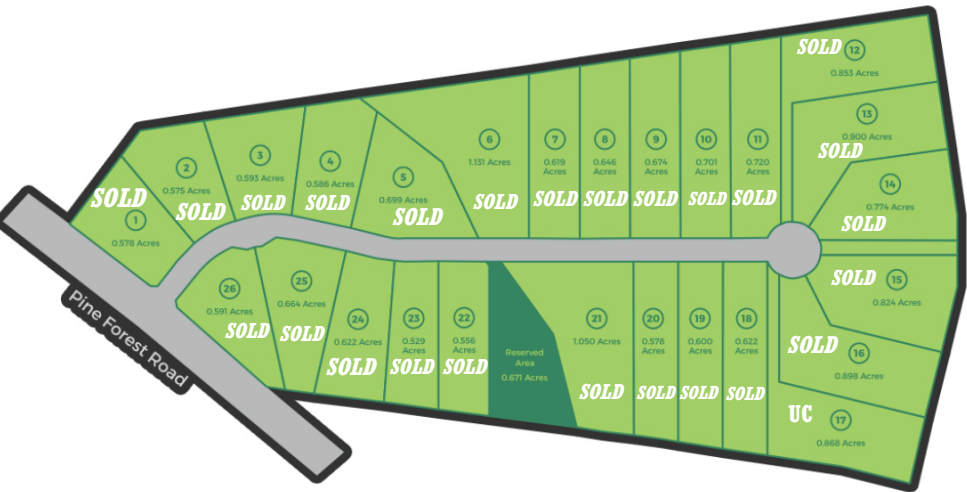 SOLD
1
0.578 Acres
2
0.575 Acres
SOLD
3
0.593 Acres
SOLD
4
0.586 Acres
SOLD
5
0.699 Acres
SOLD
6
1.131 Acres
SOLD
7
0.619
Acres
SOLD
8
0.646
Acres
SOLD
9
0.674
Acres
SOLD
10
0.701
Acres
SOLD
11
0.720
Acres
SOLD
SOLD 12
0.853 Acres
13
0.900 Acres
SOLD
14
0.774 Acres
SOLD
SOLD 15
0.824 Acres
SOLD 16
0.898 Acres
UC 17
0.868 Acres
18
0.622
Acres
SOLD
19
0.600
Acres
SOLD
20
0.578
Acres
SOLD
21
1.050 Acres
SOLD
Reserved
Area
0.671 Acres
22
0.556
Acres
SOLD
23
0.529
Acres
SOLD
24
0.622 Acres
SOLD
25
0.664 Acres
SOLD
26
0.591 Acres
SOLD
Pine Forest Road